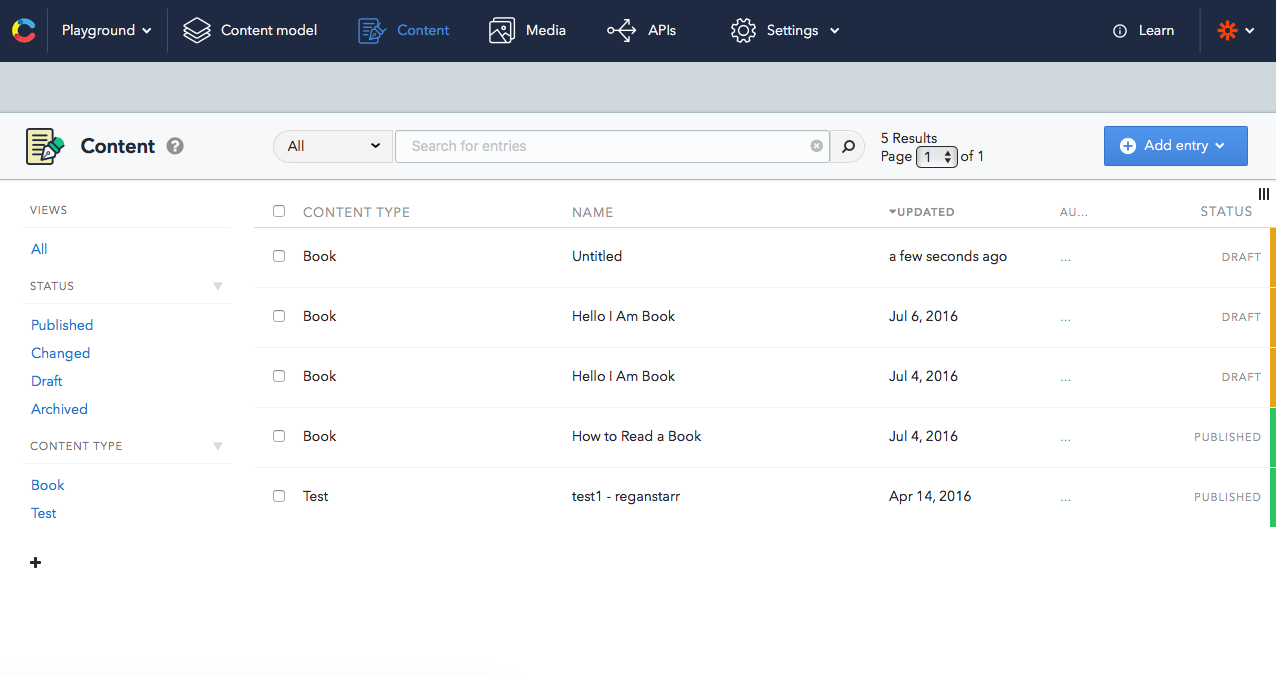 Playground Content model Content Media APIs Settings Learn
Content ? All Search for entries 5 Results
Page 1 of 1
Add entry
VIEWS
All
STATUS
Published
Changed
Draft
Archived
CONTENT TYPE
Book
Test
CONTENT TYPE NAME UPDATED AU... STATUS
Book Untitled a few seconds ago ... DRAFT
Book Hello I Am Book Jul 6, 2016 ... DRAFT
Book Hello I Am Book Jul 4, 2016 ... DRAFT
Book How to Read a Book Jul 4, 2016 ... PUBLISHED
Test test1 - reganstarr Apr 14, 2016 ... PUBLISHED